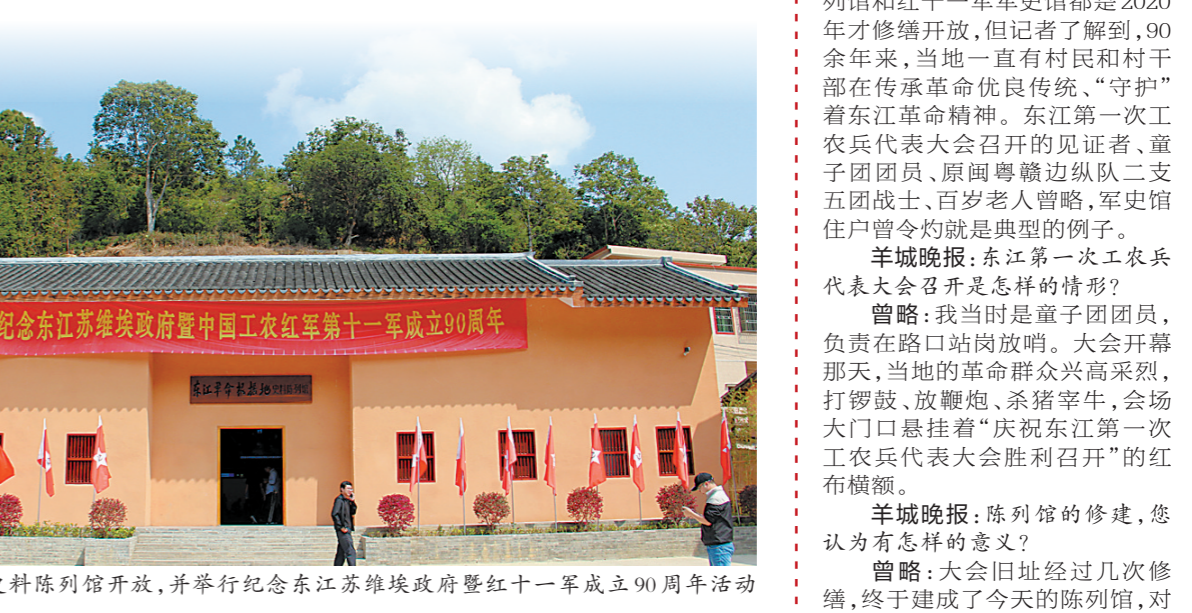 纪念东江苏维埃政府暨中国工农红军第十一军成立90周年
东江革命根据地史料陈列馆
史料陈列馆开放,并举行纪念东江苏维埃政府暨红十一军成立90周年活动
列馆和红十一军军史馆都是2020
年才修缮开放,但记者了解到,90
余年来,当地一直有村民和村干
部在传承革命优良传统、“守护”
着东江革命精神。东江第一次工
农兵代表大会召开的见证者、童
子团团员、原闽粤赣边纵队二支
五团战士、百岁老人曾略,军史馆
住户曾令灼就是典型的例子。
羊城晚报:东江第一次工农兵
代表大会召开是怎样的情形?
曾略:我当时是童子团团员,
负责在路口站岗放哨。大会开幕
那天,当地的革命群众兴高采烈,
打锣鼓、放鞭炮、杀猪宰牛,会场
大门口悬挂着“庆祝东江第一次
工农兵代表大会胜利召开”的红
布横额。
羊城晚报:陈列馆的修建,您
认为有怎样的意义?
曾略:大会旧址经过几次修
缮,终于建成了今天的陈列馆,对